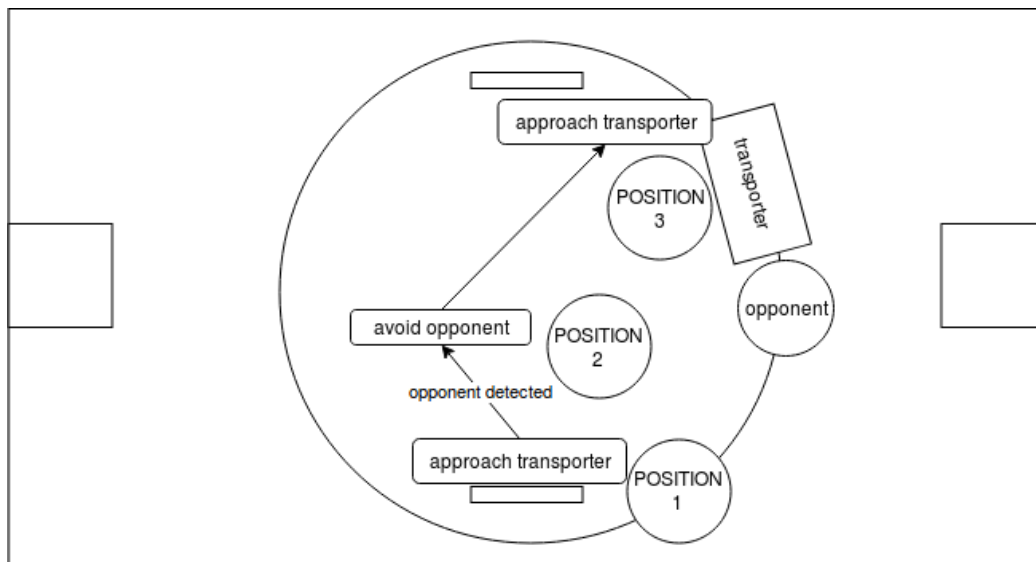 approach transporter
transporter
POSITION
3
opponent
avoid opponent
POSITION
2
opponent detected
approach transporter
POSITION
1